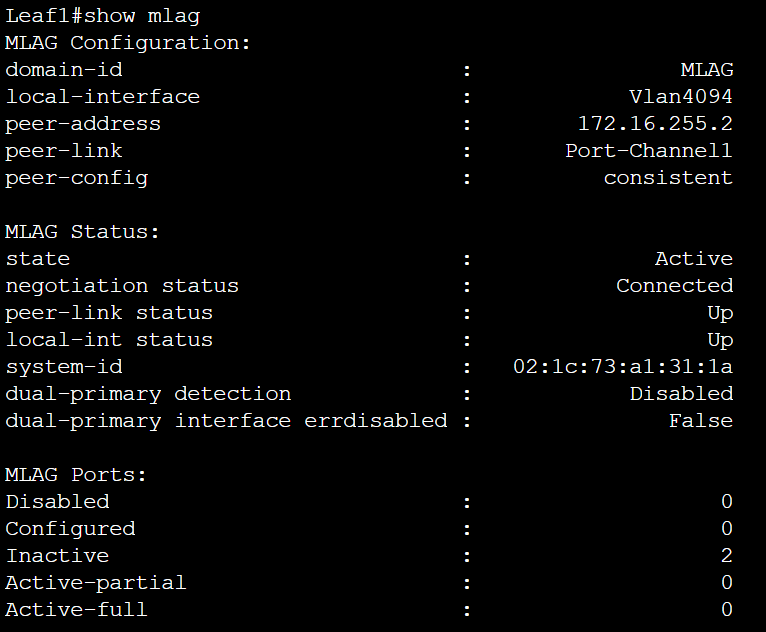 Leaf1#show mlag
MLAG Configuration:
domain-id                          :                MLAG
local-interface                    :            Vlan4094
peer-address                       :        172.16.255.2
peer-link                          :       Port-Channel1
peer-config                        :          consistent

MLAG Status:
state                              :              Active
negotiation status                 :           Connected
peer-link status                   :                  Up
local-int status                   :                  Up
system-id                          :   02:1c:73:a1:31:1a
dual-primary detection             :            Disabled
dual-primary interface errdisabled :               False

MLAG Ports:
Disabled                           :                   0
Configured                         :                   0
Inactive                           :                   2
Active-partial                     :                   0
Active-full                        :                   0